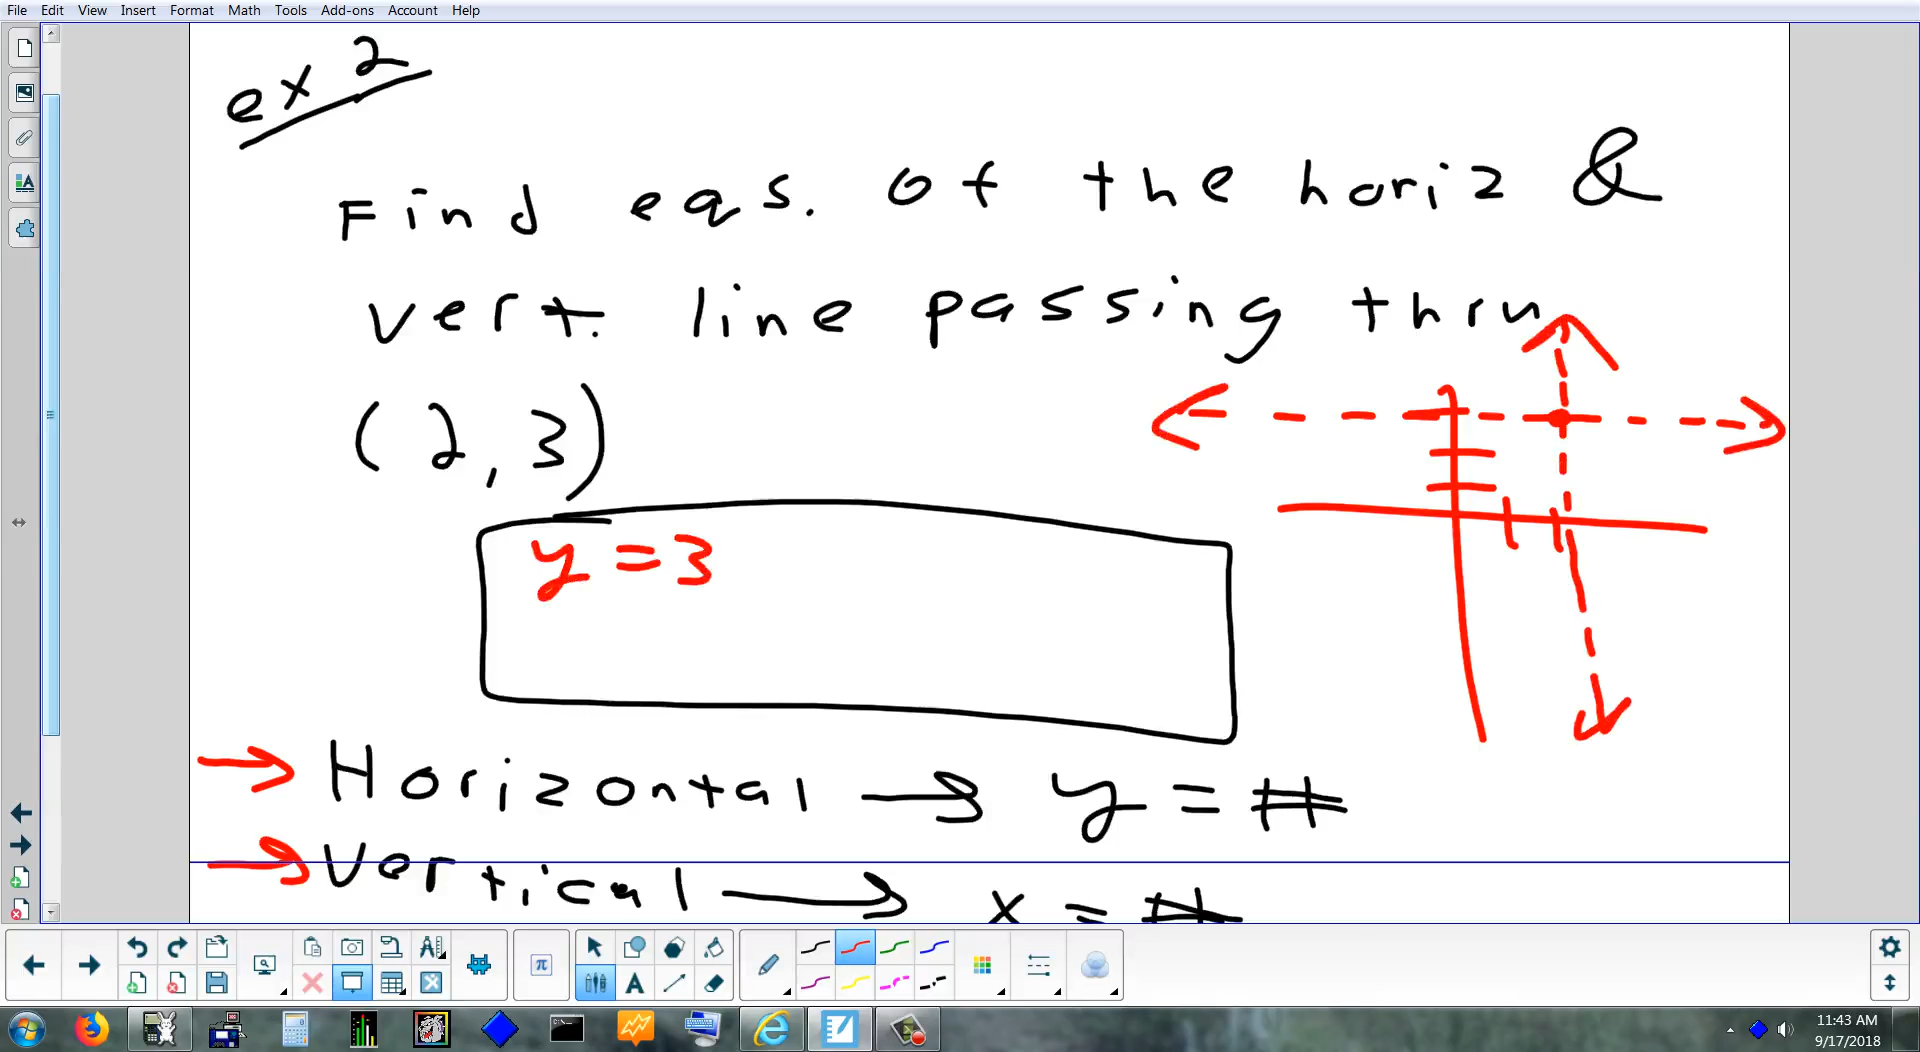 File Edit View Insert Format Math Tools Add-ons Account Help
ex 2
Find eqs. of the horiz &
vert. line passing thru
(2, 3)
y = 3
Horizontal → y = #
Vertical → x = #
11:43 AM
9/17/2018